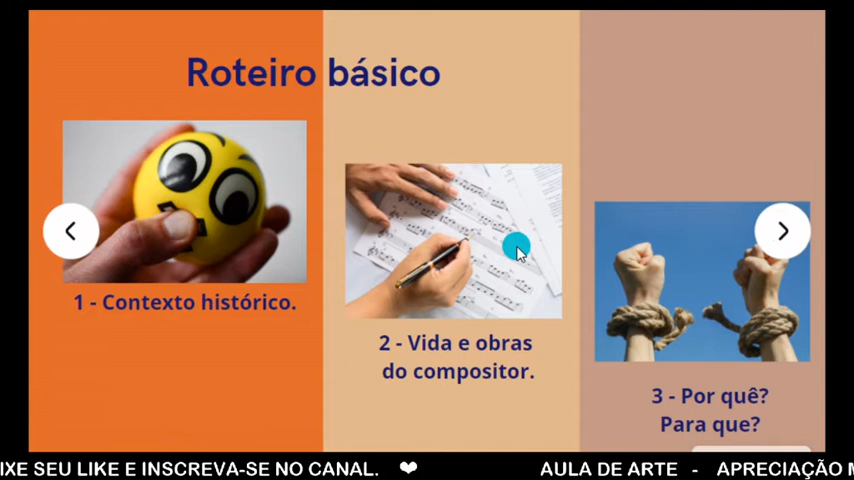 Roteiro básico
1 - Contexto histórico.
2 - Vida e obras
do compositor.
3 - Por quê?
Para que?
IXE SEU LIKE E INSCREVA-SE NO CANAL. ❤ AULA DE ARTE - APRECIAÇÃO M